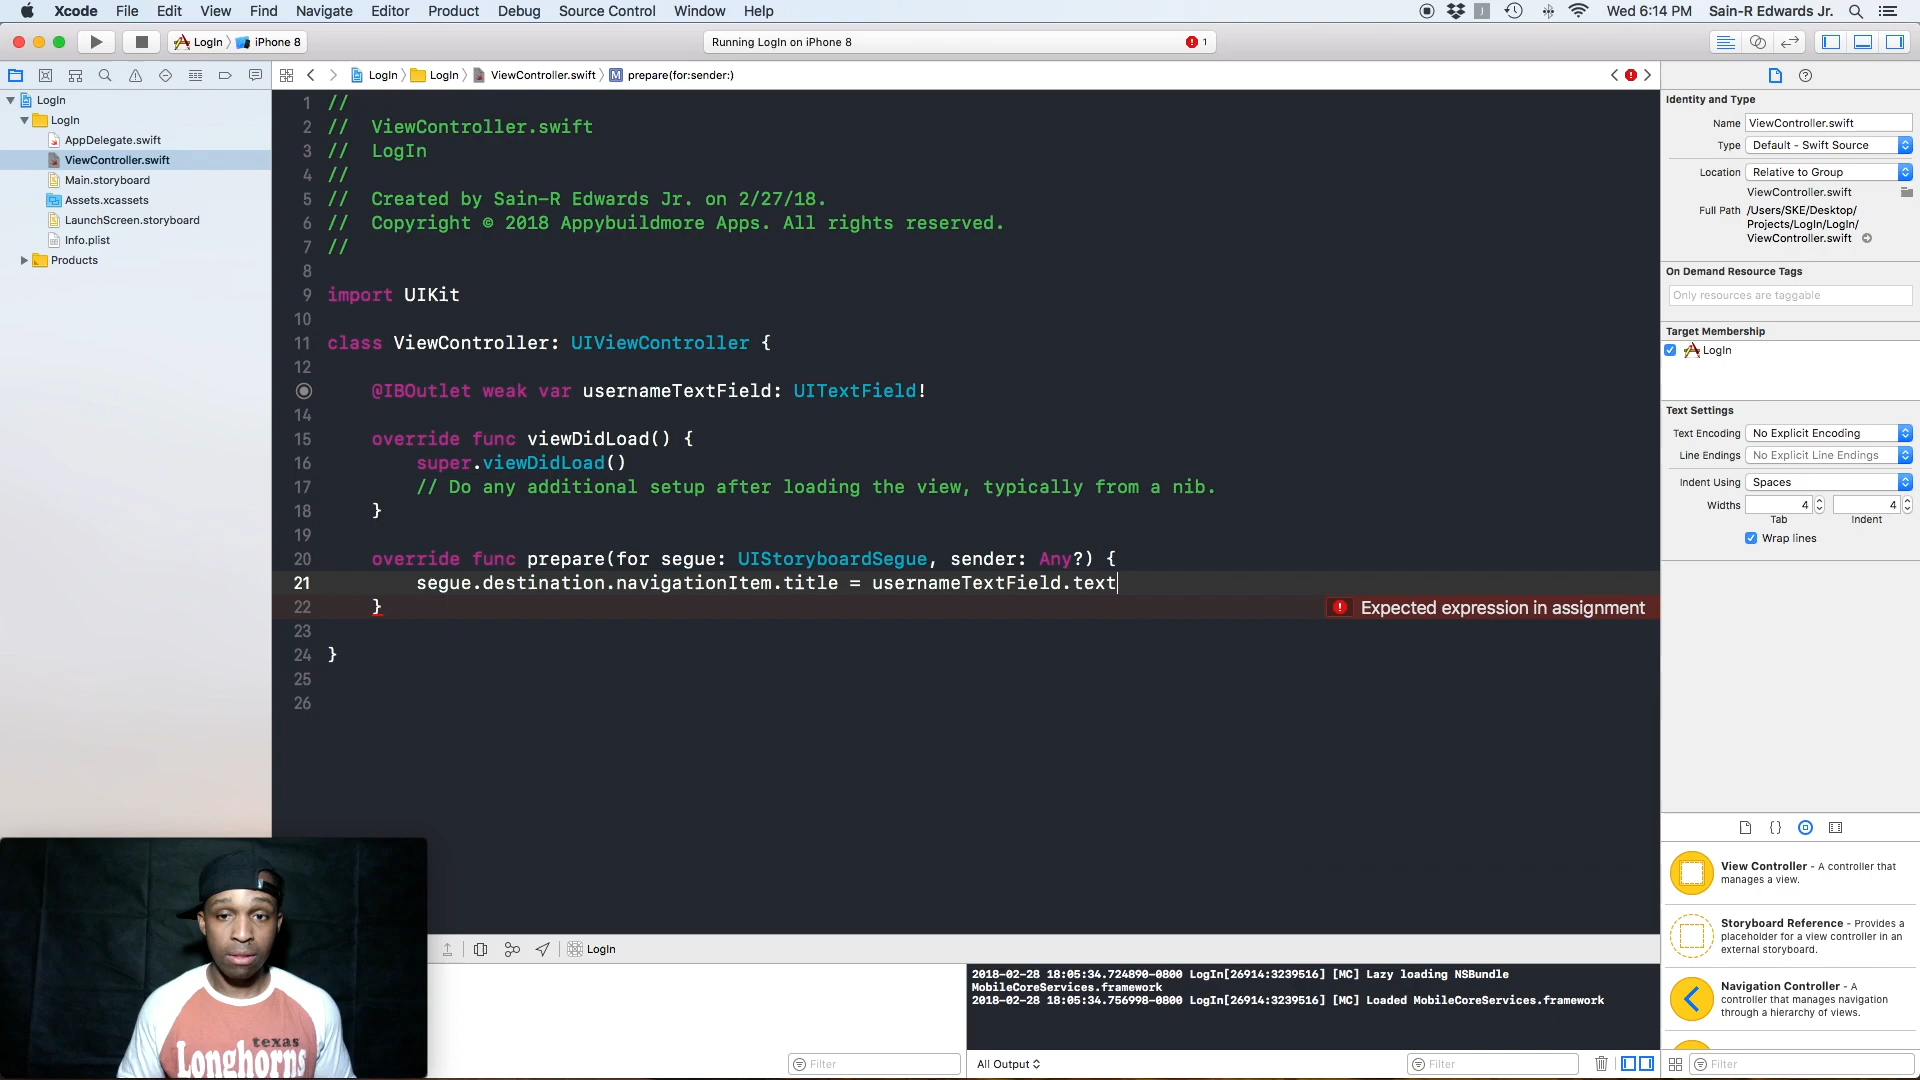 Xcode File Edit View Find Navigate Editor Product Debug Source Control Window Help Wed 6:14 PM Sain-R Edwards Jr.
LogIn iPhone 8 Running LogIn on iPhone 8 1
LogIn LogIn ViewController.swift M prepare(for:sender:)
LogIn
LogIn
AppDelegate.swift
ViewController.swift
Main.storyboard
Assets.xcassets
LaunchScreen.storyboard
Info.plist
Products
1 //
2 // ViewController.swift
3 // LogIn
4 //
5 // Created by Sain-R Edwards Jr. on 2/27/18.
6 // Copyright © 2018 Appybuildmore Apps. All rights reserved.
7 //
8
9 import UIKit
10
11 class ViewController: UIViewController {
12
@IBOutlet weak var usernameTextField: UITextField!
14
15 override func viewDidLoad() {
16 super.viewDidLoad()
17 // Do any additional setup after loading the view, typically from a nib.
18 }
19
20 override func prepare(for segue: UIStoryboardSegue, sender: Any?) {
21 segue.destination.navigationItem.title = usernameTextField.text
22 } Expected expression in assignment
23
24 }
25
26
Identity and Type
Name ViewController.swift
Type Default - Swift Source
Location Relative to Group
ViewController.swift
Full Path /Users/SKE/Desktop/
Projects/LogIn/LogIn/
ViewController.swift
On Demand Resource Tags
Only resources are taggable
Target Membership
LogIn
Text Settings
Text Encoding No Explicit Encoding
Line Endings No Explicit Line Endings
Indent Using Spaces
Widths 4 4
Tab Indent
Wrap lines
View Controller - A controller that
manages a view.
Storyboard Reference - Provides a
placeholder for a view controller in an
external storyboard.
Navigation Controller - A
controller that manages navigation
through a hierarchy of views.
LogIn
2018-02-28 18:05:34.724890-0800 LogIn[26914:3239516] [MC] Lazy loading NSBundle
MobileCoreServices.framework
2018-02-28 18:05:34.756998-0800 LogIn[26914:3239516] [MC] Loaded MobileCoreServices.framework
Filter All Output Filter Filter
texas
Longhorns